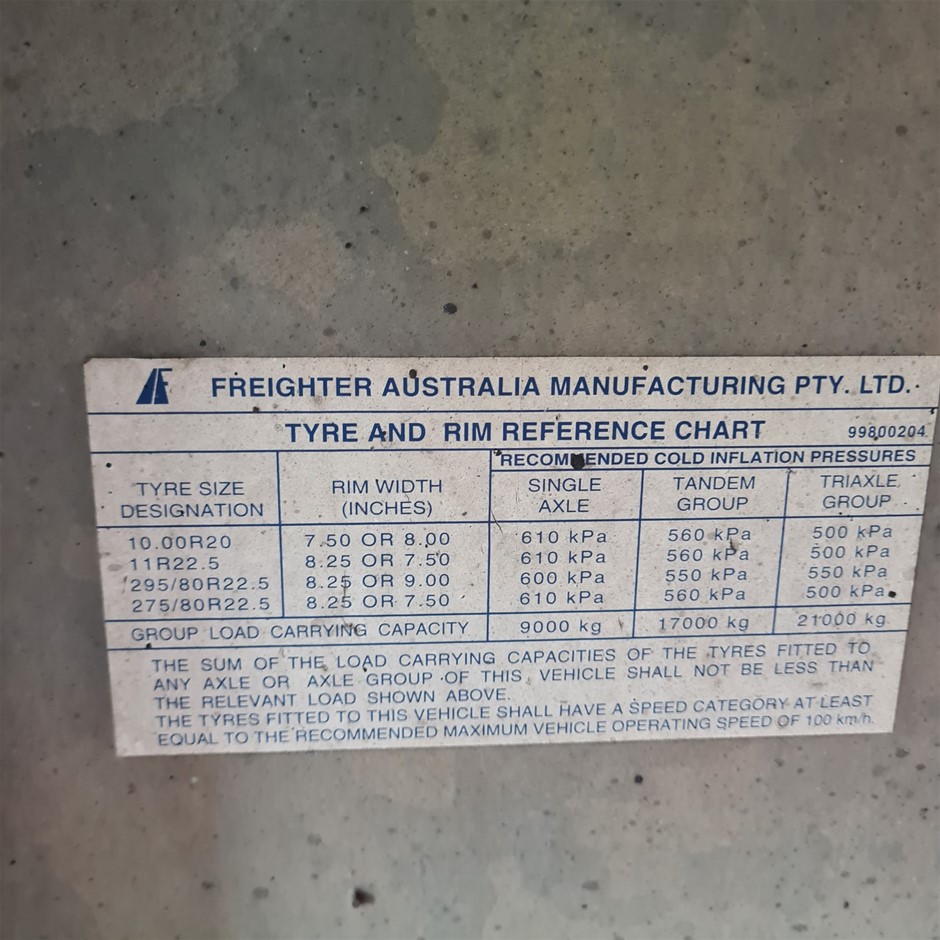 FREIGHTER AUSTRALIA MANUFACTURING PTY. LTD.
TYRE AND RIM REFERENCE CHART 99800204
RECOMMENDED COLD INFLATION PRESSURES
TYRE SIZE DESIGNATION RIM WIDTH (INCHES) SINGLE AXLE TANDEM GROUP TRIAXLE GROUP
10.00R20 7.50 OR 8.00 610 kPa 560 kPa 500 kPa
11R22.5 8.25 OR 7.50 610 kPa 560 kPa 500 kPa
295/80R22.5 8.25 OR 9.00 600 kPa 550 kPa 550 kPa
275/80R22.5 8.25 OR 7.50 610 kPa 560 kPa 500 kPa
GROUP LOAD CARRYING CAPACITY 9000 kg 17000 kg 21000 kg
THE SUM OF THE LOAD CARRYING CAPACITIES OF THE TYRES FITTED TO
ANY AXLE OR AXLE GROUP OF THIS VEHICLE SHALL NOT BE LESS THAN
THE RELEVANT LOAD SHOWN ABOVE.
THE TYRES FITTED TO THIS VEHICLE SHALL HAVE A SPEED CATEGORY AT LEAST
EQUAL TO THE RECOMMENDED MAXIMUM VEHICLE OPERATING SPEED OF 100 km/h.